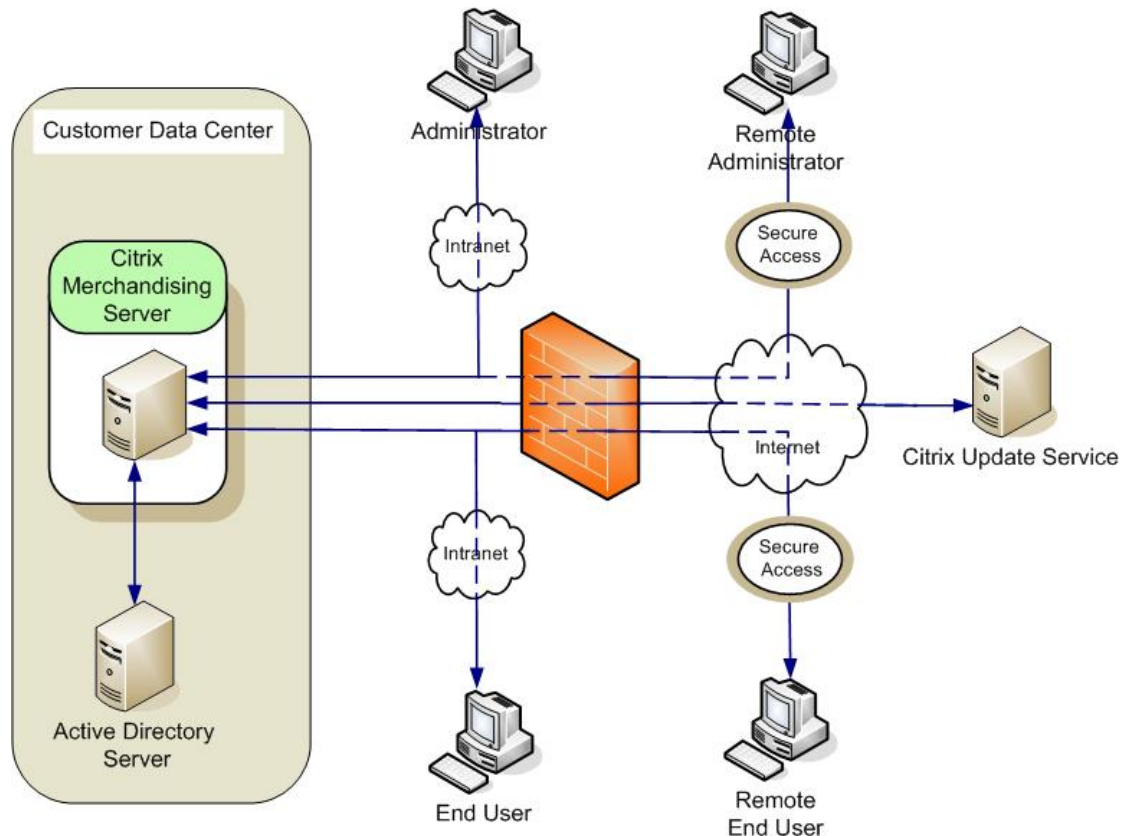 Customer Data Center
Citrix
Merchandising
Server
Active Directory
Server
Administrator
Remote
Administrator
Intranet
Secure
Access
Internet
Citrix Update Service
Intranet
Secure
Access
End User
Remote
End User